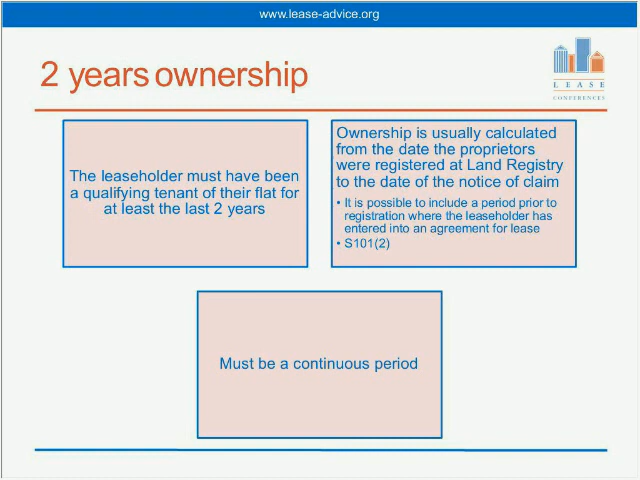 www.lease-advice.org
2 years ownership
LEASE
CONFERENCES
The leaseholder must have been
a qualifying tenant of their flat for
at least the last 2 years
Ownership is usually calculated
from the date the proprietors
were registered at Land Registry
to the date of the notice of claim
• It is possible to include a period prior to
registration where the leaseholder has
entered into an agreement for lease
• S101(2)
Must be a continuous period